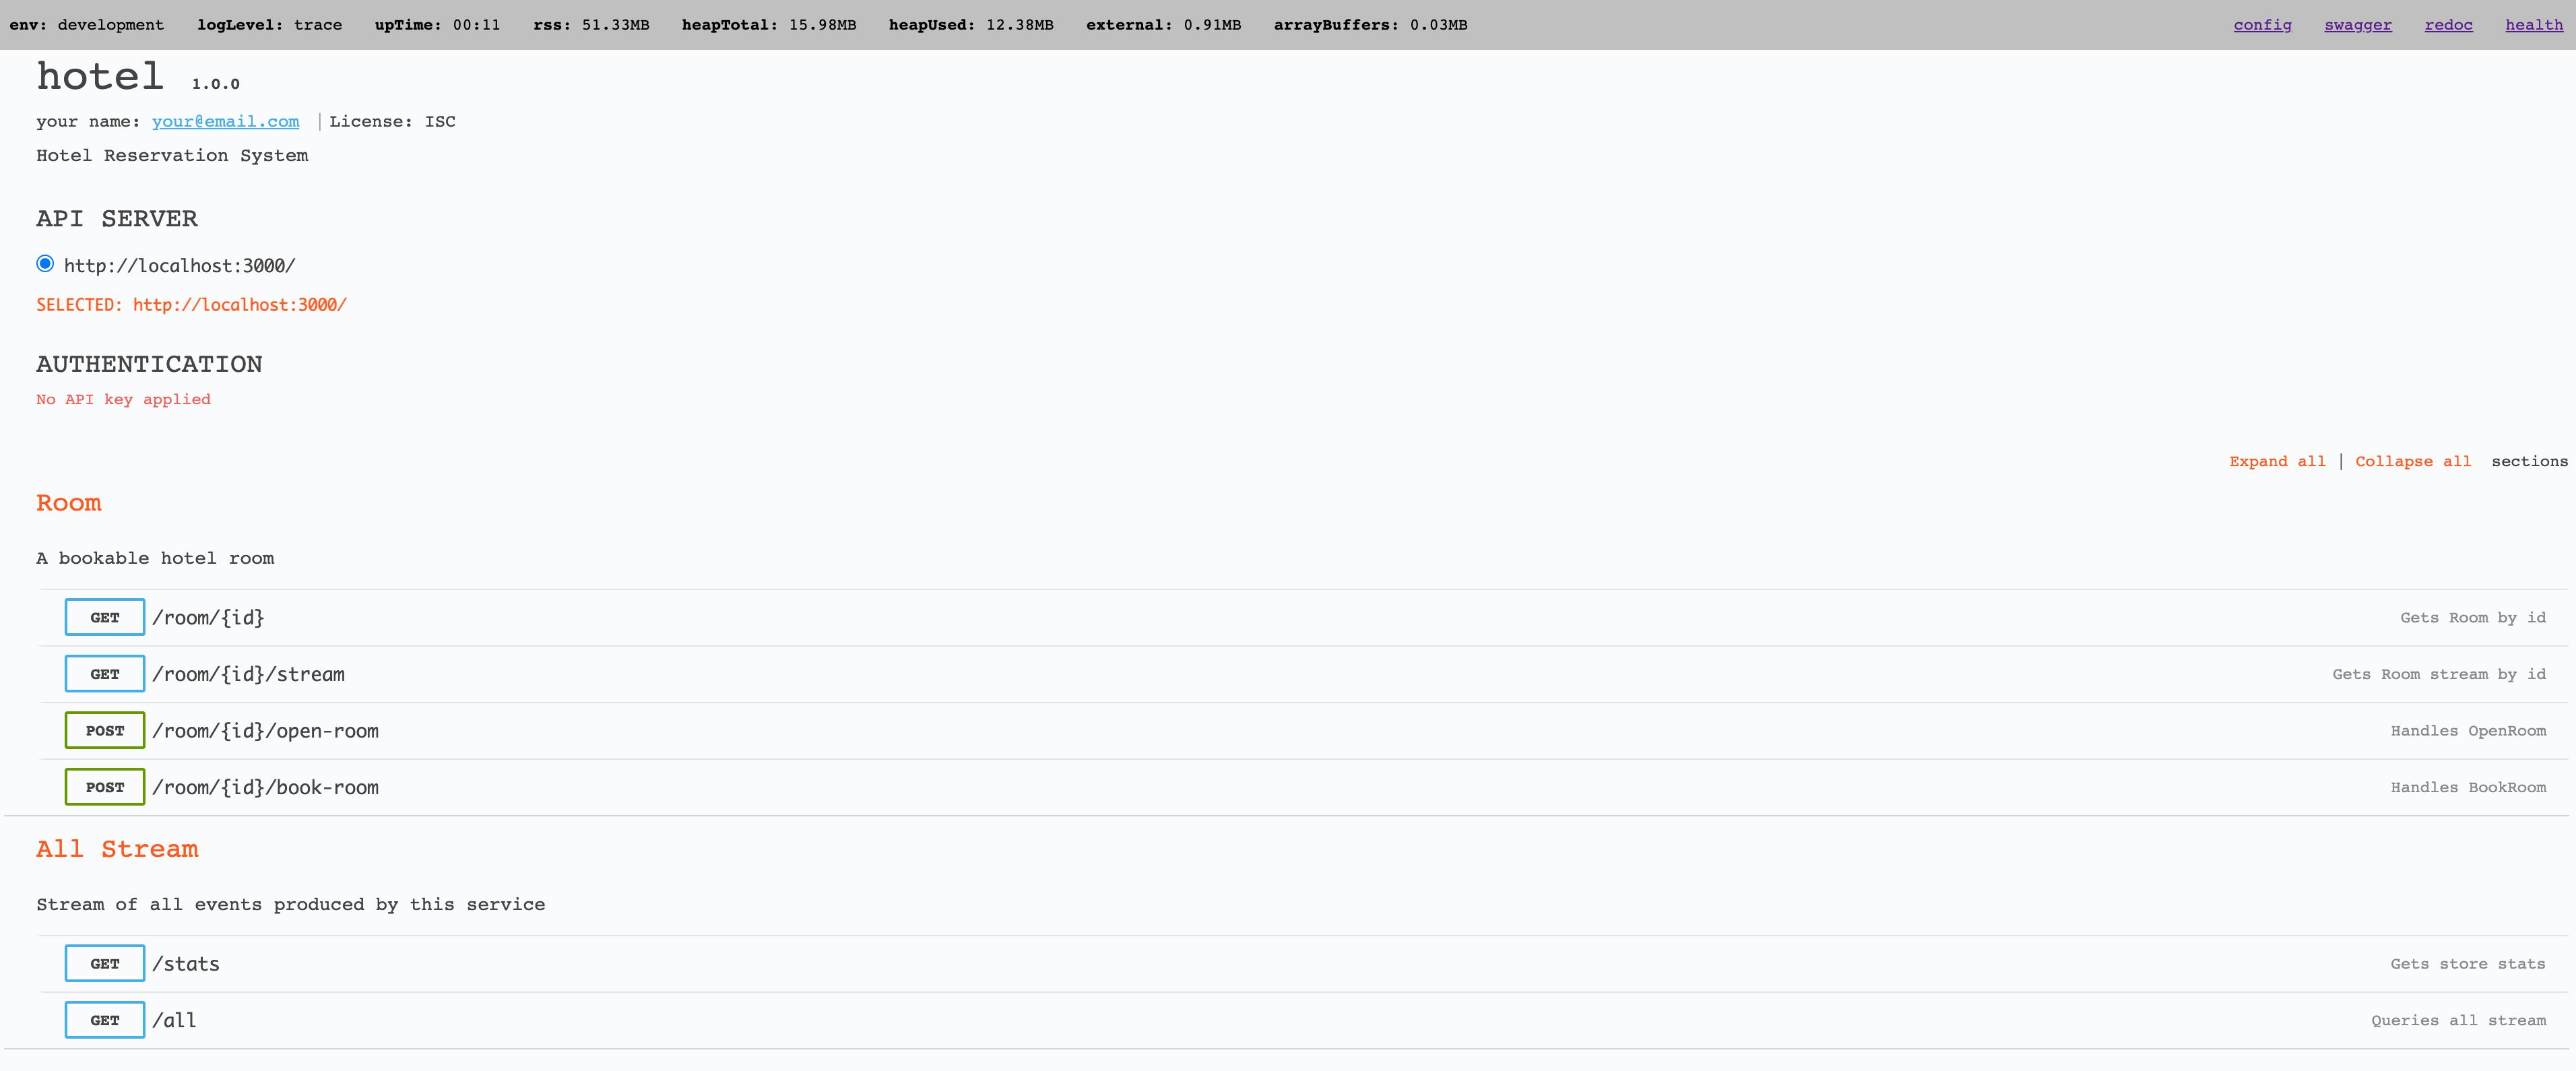 env: development logLevel: trace upTime: 00:11 rss: 51.33MB heapTotal: 15.98MB heapUsed: 12.38MB external: 0.91MB arrayBuffers: 0.03MB config swagger redoc health
hotel 1.0.0
your name: your@email.com | License: ISC
Hotel Reservation System
API SERVER
http://localhost:3000/
SELECTED: http://localhost:3000/
AUTHENTICATION
No API key applied
Expand all | Collapse all sections
Room
A bookable hotel room
GET /room/{id} Gets Room by id
GET /room/{id}/stream Gets Room stream by id
POST /room/{id}/open-room Handles OpenRoom
POST /room/{id}/book-room Handles BookRoom
All Stream
Stream of all events produced by this service
GET /stats Gets store stats
GET /all Queries all stream